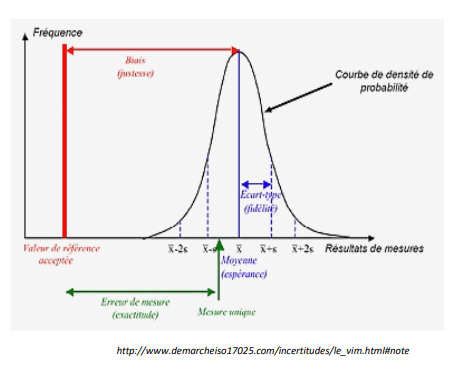 Fréquence
Biais
(justesse)
Courbe de densité de
probabilité
Ecart-type
(fidélité)
Valeur de référence
acceptée
x̄-2s
x̄-s
x̄
x̄+s
x̄+2s
Résultats de mesures
Moyenne
(espérance)
Erreur de mesure
(exactitude)
Mesure unique
http://www.demarcheiso17025.com/incertitudes/le_vim.html#note